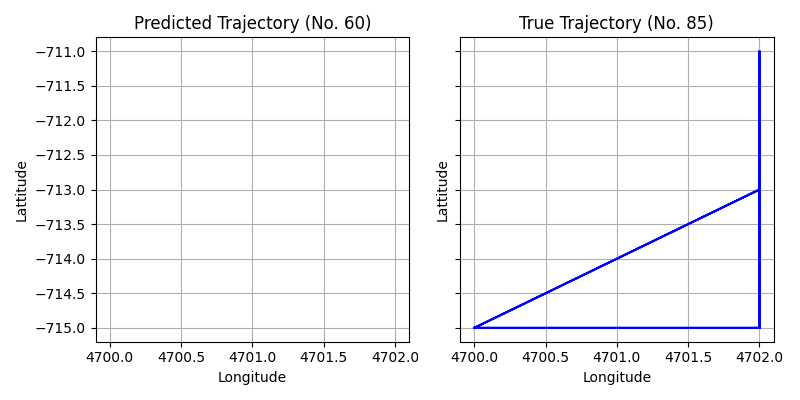 Predicted Trajectory (No. 60)
True Trajectory (No. 85)
−711.0
−711.5
−712.0
−712.5
−713.0
−713.5
−714.0
−714.5
−715.0
Lattitude
Lattitude
4700.0 4700.5 4701.0 4701.5 4702.0
4700.0 4700.5 4701.0 4701.5 4702.0
Longitude
Longitude